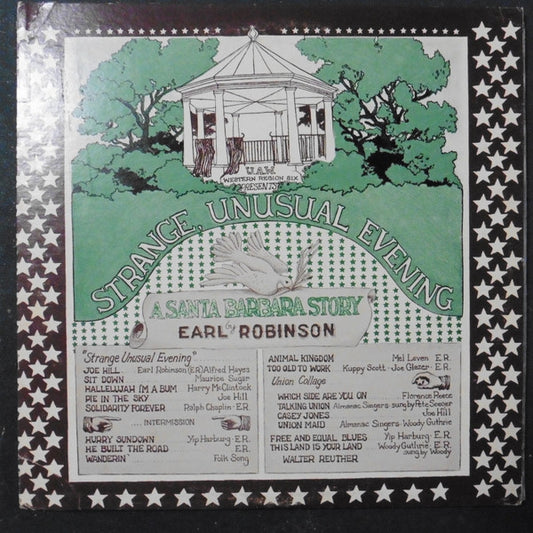 U.A.W.
WESTERN REGION SIX
PRESENTS
STRANGE, UNUSUAL EVENING
A SANTA BARBARA STORY
by
EARL ROBINSON
"Strange Unusual Evening"
JOE HILL.... Earl Robinson (E.R.) Alfred Hayes
SIT DOWN Maurice Sugar
HALLELUJAH I'M A BUM Harry McClintock
PIE IN THE SKY Joe Hill
SOLIDARITY FOREVER Ralph Chaplin - E.R.
.... INTERMISSION ....
HURRY SUNDOWN Yip Harburg - E.R.
HE BUILT THE ROAD E.R.
WANDERIN' Folk Song
ANIMAL KINGDOM Mel Leven E.R.
TOO OLD TO WORK Kuppy Scott - Joe Glazer - E.R.
Union Collage
WHICH SIDE ARE YOU ON Florence Reece
TALKING UNION Almanac Singers - sung by Pete Seeger
CASEY JONES Joe Hill
UNION MAID Almanac Singers - Woody Guthrie
FREE AND EQUAL BLUES Yip Harburg - E.R.
THIS LAND IS YOUR LAND Woody Guthrie - E.R.
sung by Woody
WALTER REUTHER